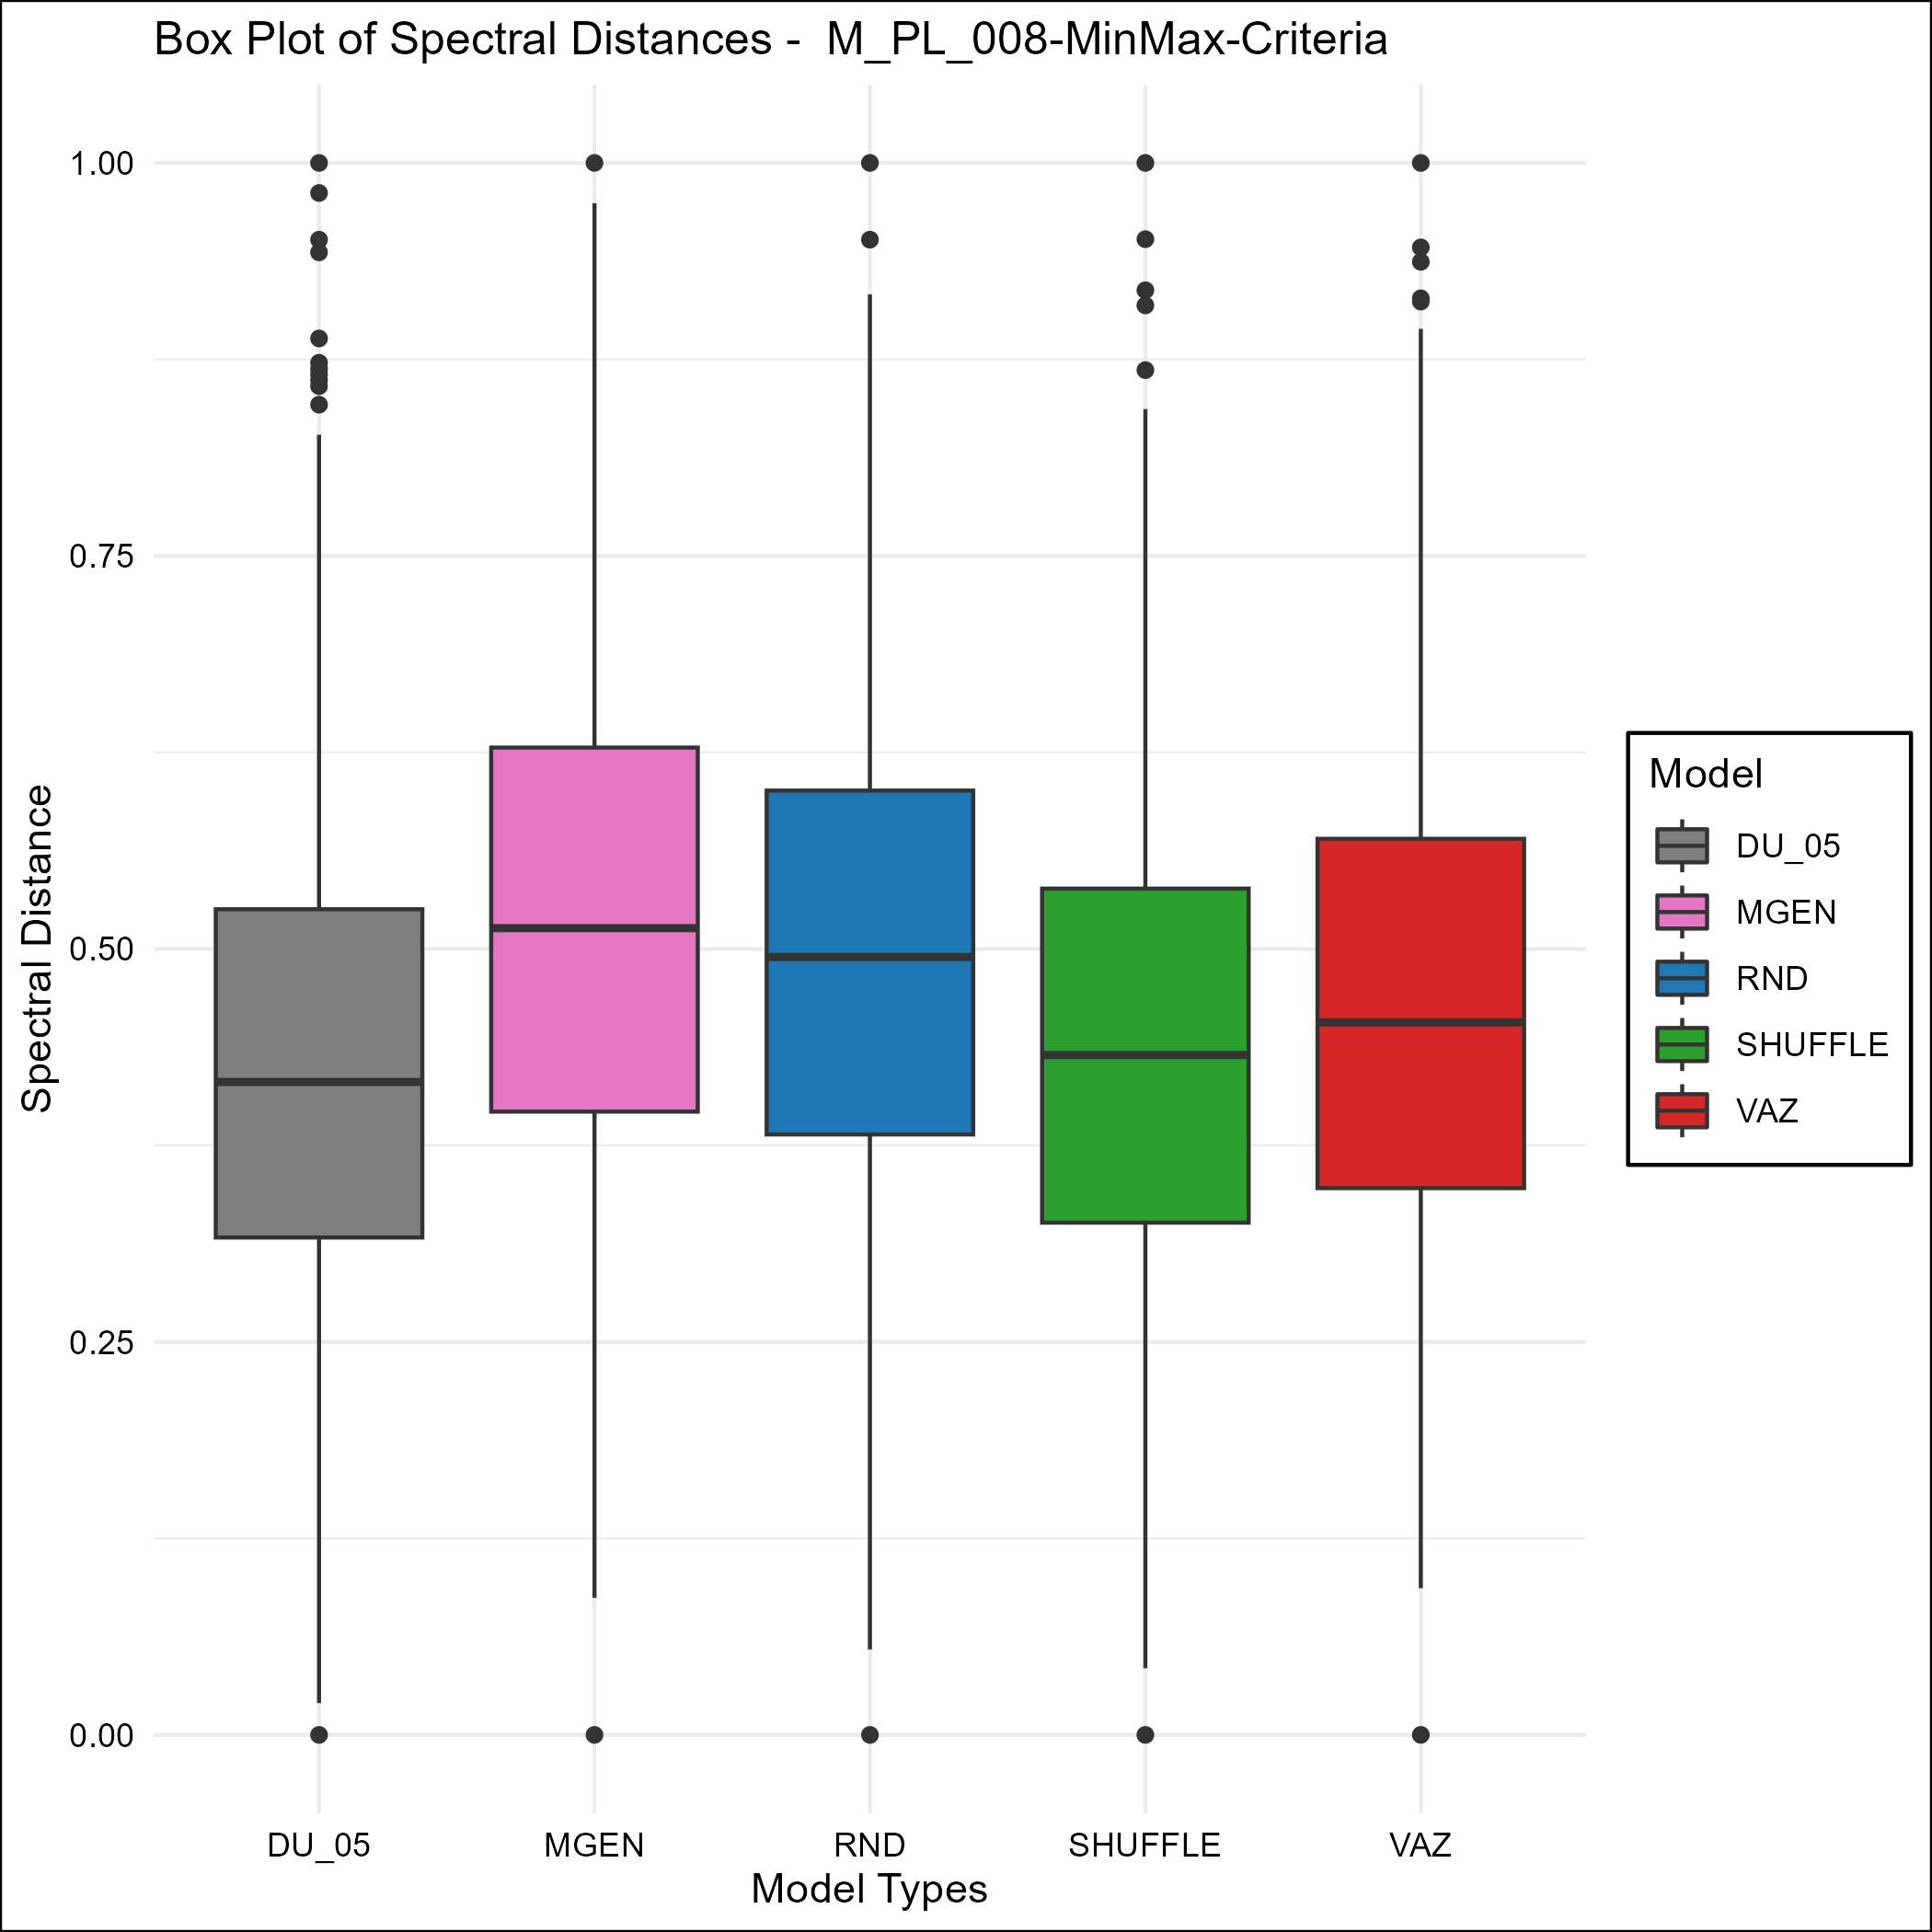 Box Plot of Spectral Distances -  M_PL_008-MinMax-Criteria
1.00
0.75
0.50
0.25
0.00
Spectral Distance
DU_05
MGEN
RND
SHUFFLE
VAZ
Model Types
Model
DU_05
MGEN
RND
SHUFFLE
VAZ